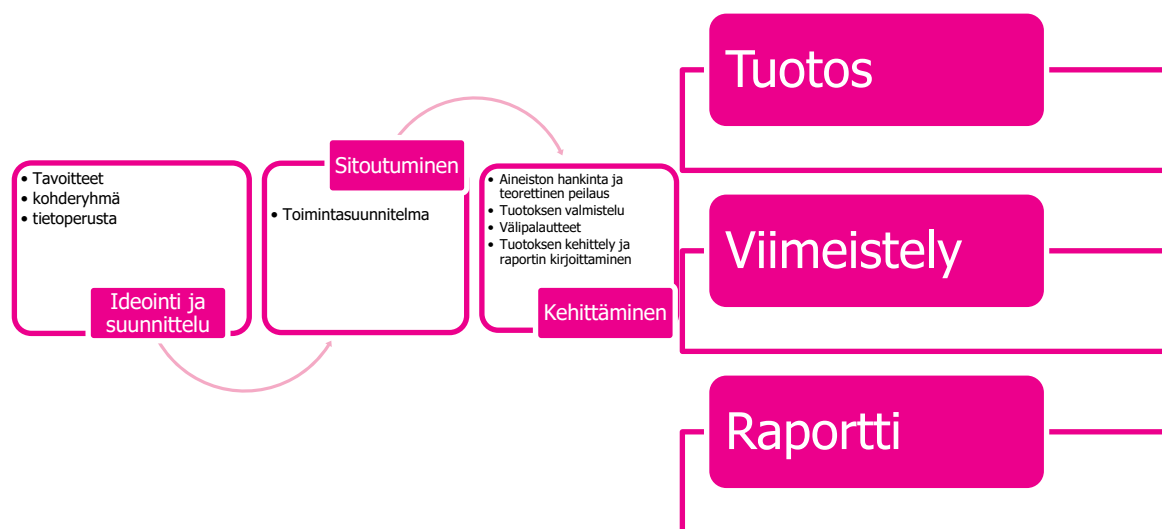 • Tavoitteet
• kohderyhmä
• tietoperusta
Ideointi ja
suunnittelu
Sitoutuminen
• Toimintasuunnitelma
• Aineiston hankinta ja
teorettinen peilaus
• Tuotoksen valmistelu
• Välipalautteet
• Tuotoksen kehittely ja
raportin kirjoittaminen
Kehittäminen
Tuotos
Viimeistely
Raportti